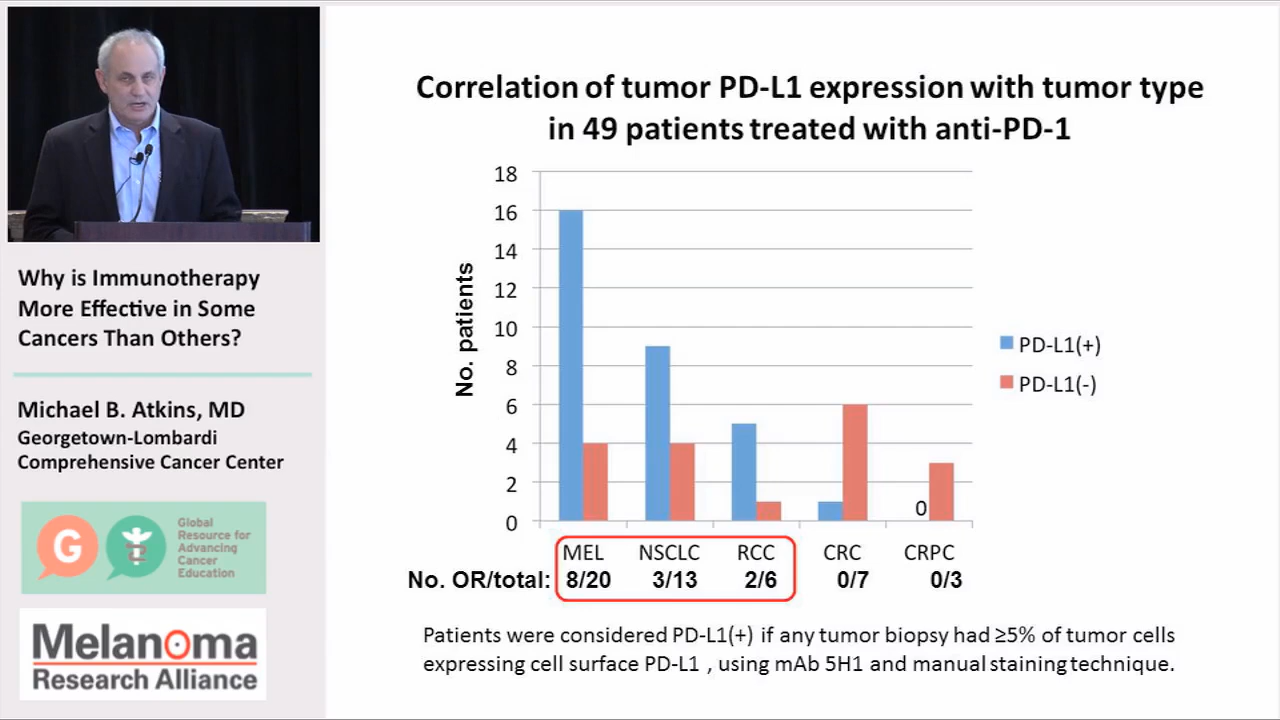 Why is Immunotherapy
More Effective in Some
Cancers Than Others?
Michael B. Atkins, MD
Georgetown-Lombardi
Comprehensive Cancer Center
G
Global
Resource for
Advancing
Cancer
Education
Melanoma
Research Alliance
Correlation of tumor PD-L1 expression with tumor type
in 49 patients treated with anti-PD-1
No. patients
18
16
14
12
10
8
6
4
2
0
0
PD-L1(+)
PD-L1(-)
MEL NSCLC RCC CRC CRPC
No. OR/total: 8/20 3/13 2/6 0/7 0/3
Patients were considered PD-L1(+) if any tumor biopsy had ≥5% of tumor cells
expressing cell surface PD-L1 , using mAb 5H1 and manual staining technique.